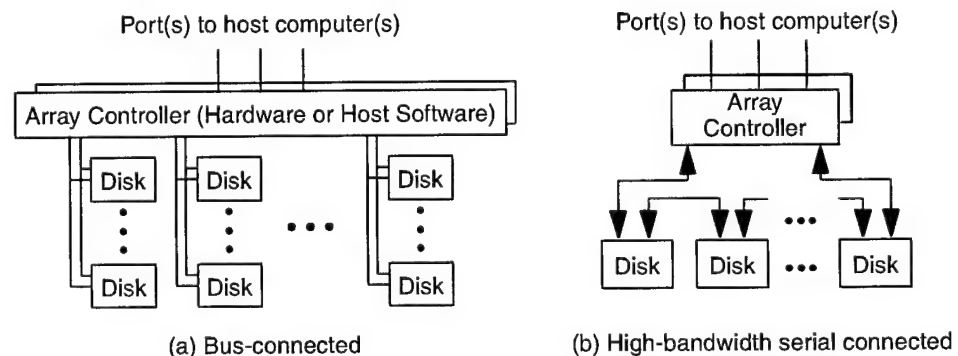 Port(s) to host computer(s)
Array Controller (Hardware or Host Software)
Disk Disk Disk
Disk Disk Disk
(a) Bus-connected
Port(s) to host computer(s)
Array
Controller
Disk Disk Disk
(b) High-bandwidth serial connected